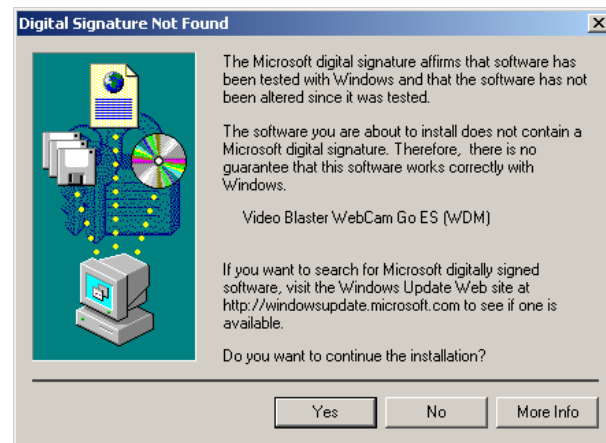 Digital Signature Not Found
The Microsoft digital signature affirms that software has
been tested with Windows and that the software has not
been altered since it was tested.
The software you are about to install does not contain a
Microsoft digital signature. Therefore,  there is no
guarantee that this software works correctly with
Windows.
Video Blaster WebCam Go ES (WDM)
If you want to search for Microsoft digitally signed
software, visit the Windows Update Web site at
http://windowsupdate.microsoft.com to see if one is
available.
Do you want to continue the installation?
Yes No More Info